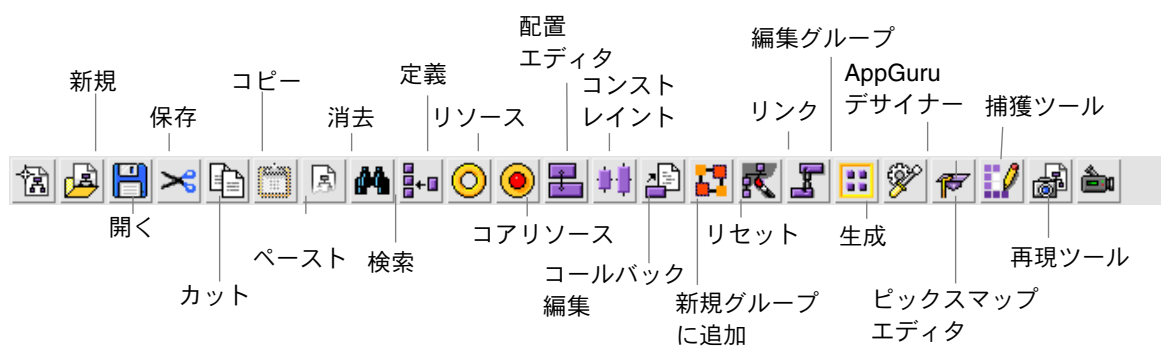 配置
エディタ
編集グループ
新規
コピー
定義
コンスト
レイント
AppGuru
デサイナー
保存
消去
リソース
リンク
捕獲ツール
開く
カット
ペースト
検索
コアリソース
コールバック
編集
リセット
新規グループ
に追加
生成
ピックスマップ
エディタ
再現ツール